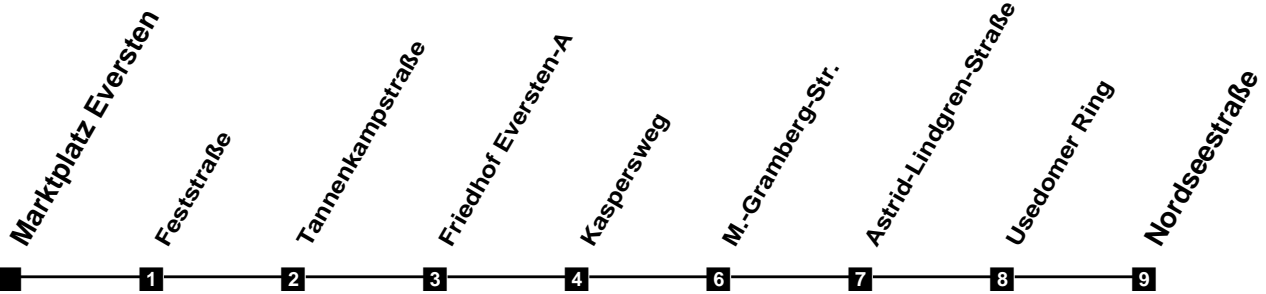 Marktplatz Eversten
Feststraße
Tannenkampstraße
Friedhof Eversten-A
Kaspersweg
M.-Gramberg-Str.
Astrid-Lindgren-Straße
Usedomer Ring
Nordseestraße
1 2 3 4 6 7 8 9